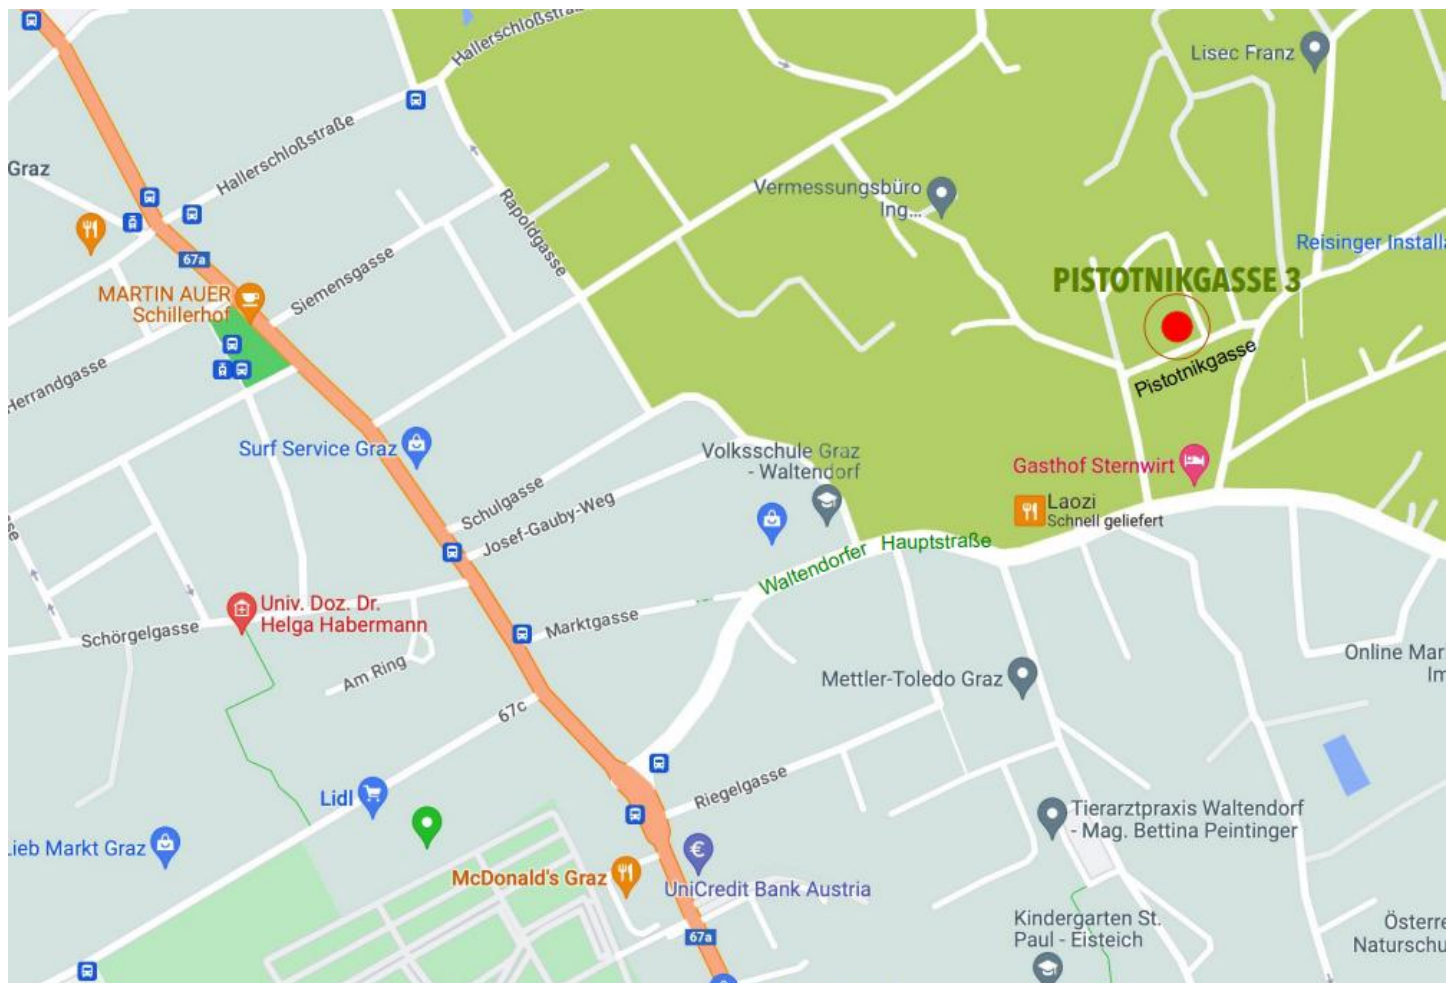 Hallerschloßstraße
Lisec Franz
Hallerschloßstraße
Graz
Vermessungsbüro
Ing...
Rapoldgasse
67a
Reisinger Installa
PISTOTNIKGASSE 3
MARTIN AUER
Schillerhof
Siemensgasse
Herrandgasse
Pistotnikgasse
Surf Service Graz
Volksschule Graz
- Waltendorf
Gasthof Sternwirt
Laozi
Schnell geliefert
Schulgasse
Josef-Gauby-Weg
Waltendorfer Hauptstraße
Univ. Doz. Dr.
Helga Habermann
Schörgelgasse
Marktgasse
Am Ring
Online Mar
Im
Mettler-Toledo Graz
67c
Riegelgasse
Lidl
Tierarztpraxis Waltendorf
- Mag. Bettina Peintinger
Lieb Markt Graz
McDonald's Graz
€
UniCredit Bank Austria
Kindergarten St.
Paul - Eisteich
67a
Österre
Naturschu